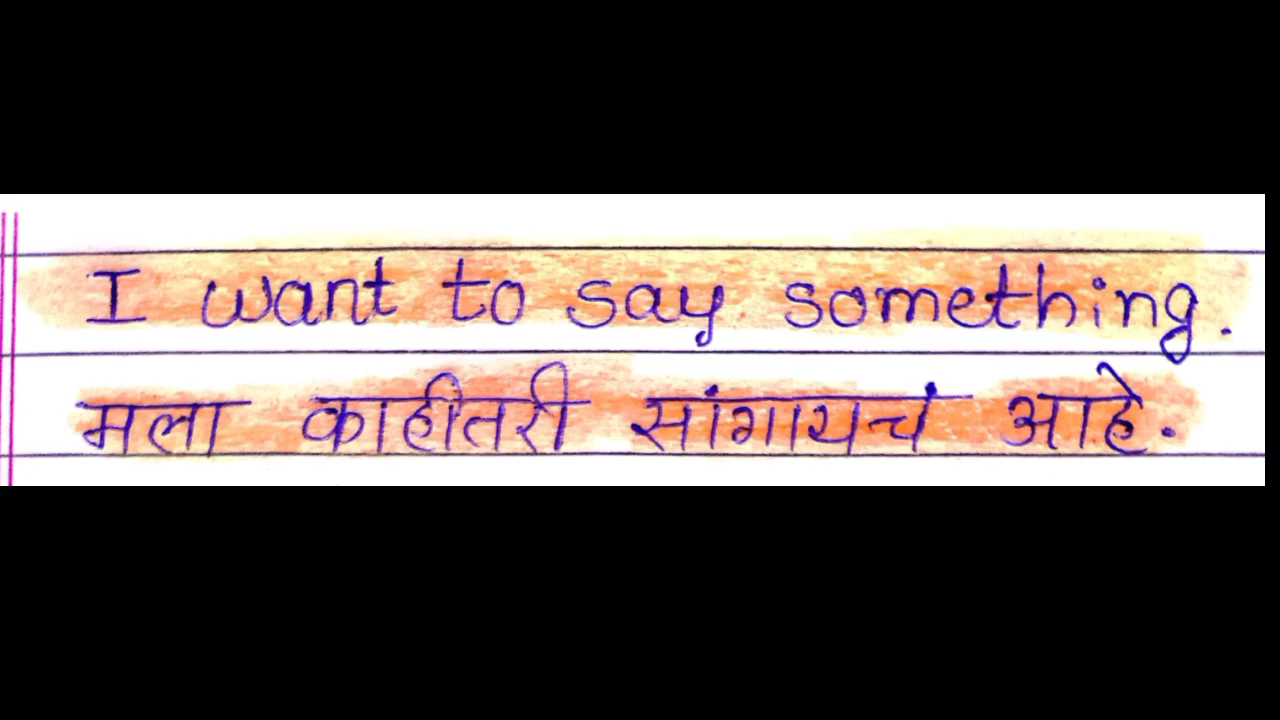 I want to say something.
मला काहीतरी सांगायचं आहे.